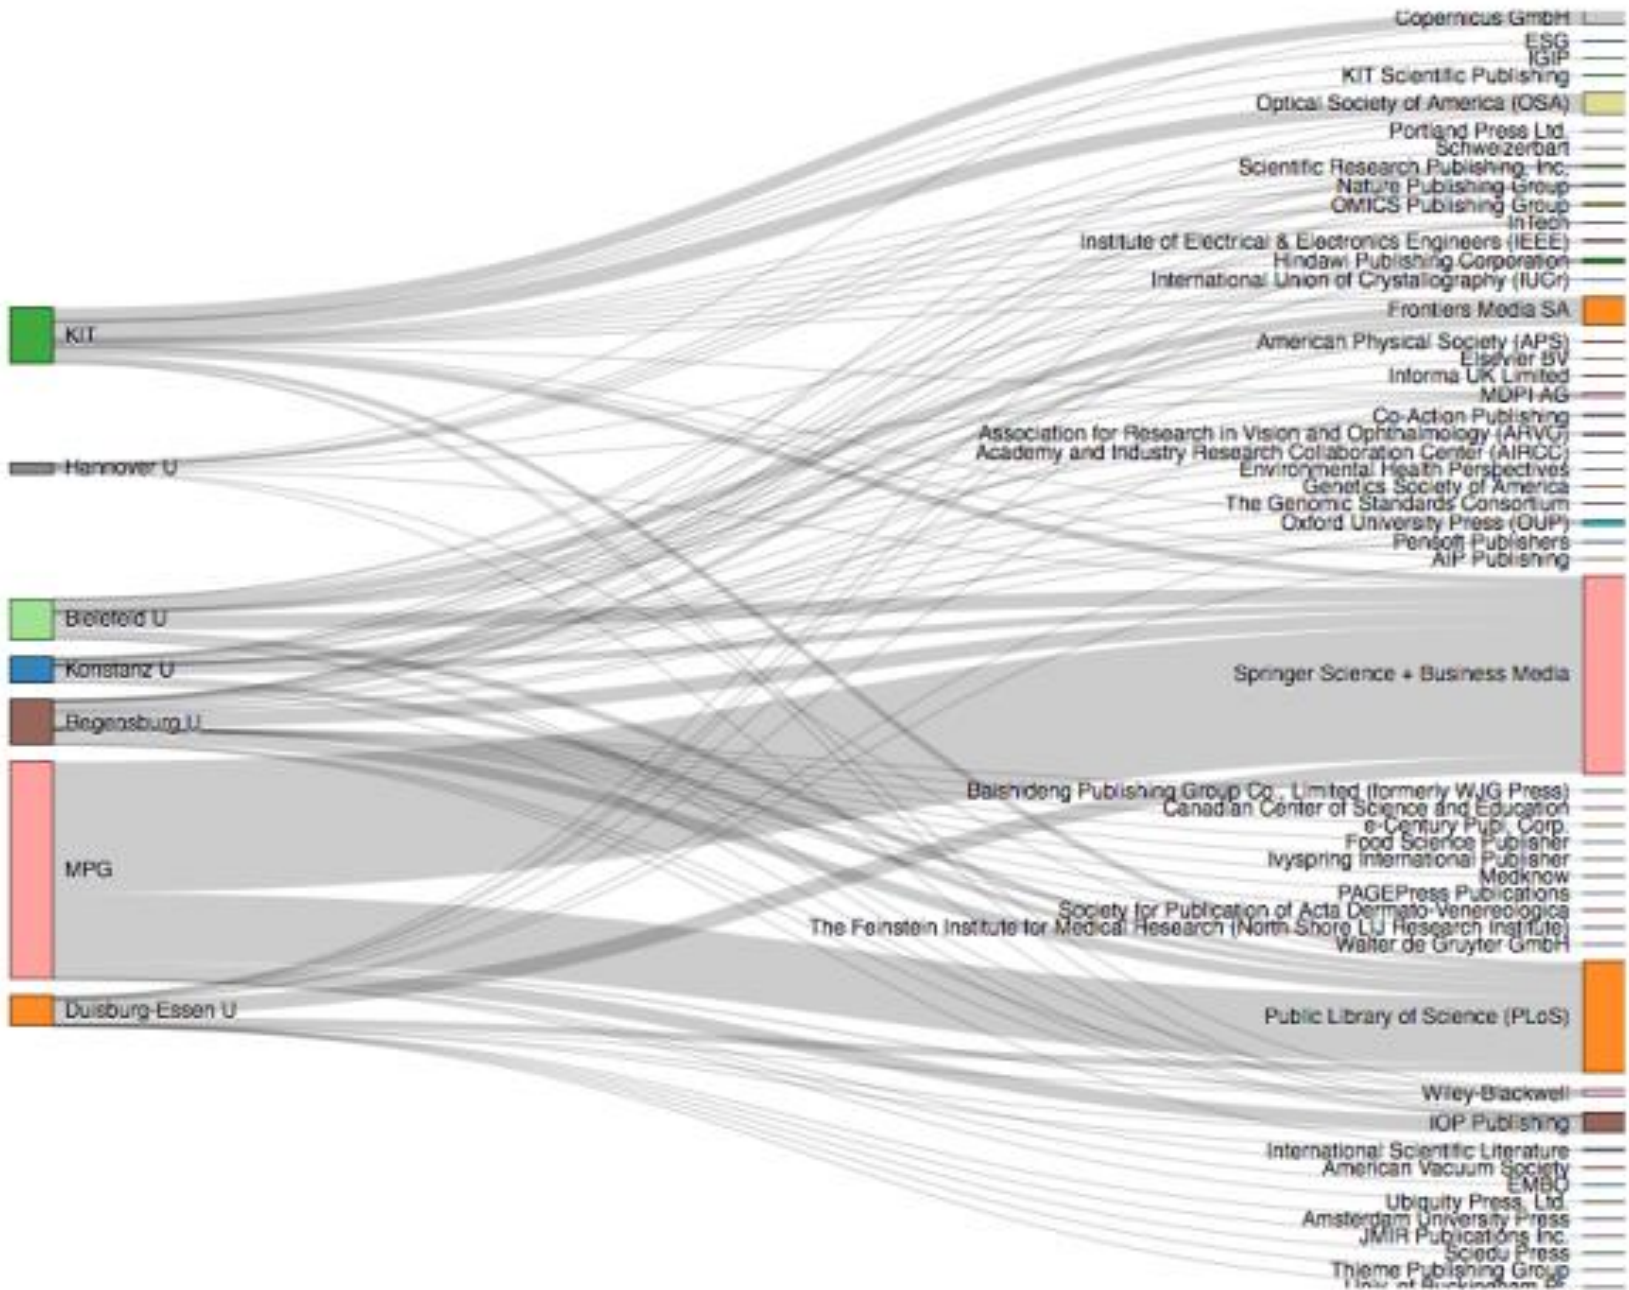 Copernicus GmbH
ESG
IGIP
KIT Scientific Publishing
Optical Society of America (OSA)
Portland Press Ltd.
Schweizerbart
Scientific Research Publishing, Inc.
Nature Publishing Group
OMICS Publishing Group
InTech
Institute of Electrical & Electronics Engineers (IEEE)
Hindawi Publishing Corporation
International Union of Crystallography (IUCr)
Frontiers Media SA
KIT
American Physical Society (APS)
Elsevier BV
Informa UK Limited
MDPI AG
Co-Action Publishing
Association for Research in Vision and Ophthalmology (ARVO)
Academy and Industry Research Collaboration Center (AIRCC)
Hannover U
Environmental Health Perspectives
Genetics Society of America
The Genomic Standards Consortium
Oxford University Press (OUP)
Pensoft Publishers
AIP Publishing
Bielefeld U
Konstanz U
Springer Science + Business Media
Regensburg U
Baishideng Publishing Group Co., Limited (formerly WJG Press)
Canadian Center of Science and Education
e-Century Publ. Corp.
Food Science Publisher
Ivyspring International Publisher
MPG
Medknow
PAGEPress Publications
Society for Publication of Acta Dermato-Venereologica
The Feinstein Institute for Medical Research (North Shore LIJ Research Institute)
Walter de Gruyter GmbH
Duisburg-Essen U
Public Library of Science (PLoS)
Wiley-Blackwell
IOP Publishing
International Scientific Literature
American Vacuum Society
EMBO
Ubiquity Press, Ltd.
Amsterdam University Press
JMIR Publications Inc.
Sciedu Press
Thieme Publishing Group
Univ. of Buckingham